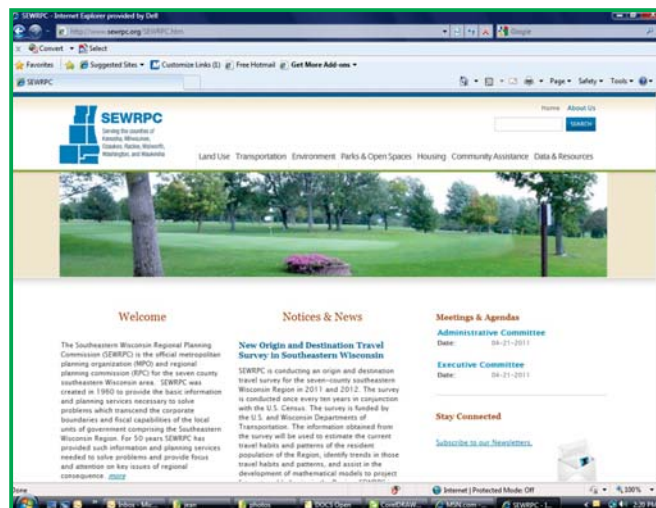 SEWRPC - Internet Explorer provided by Dell
http://www.sewrpc.org/SEWRPC.htm
Google
x Convert Select
Favorites Suggested Sites Customize Links (1) Free Hotmail Get More Add-ons
SEWRPC
Page Safety Tools
Home About Us
SEWRPC
SEARCH
Serving the counties of
Kenosha, Milwaukee,
Ozaukee, Racine, Walworth,
Washington, and Waukesha
Land Use Transportation Environment Parks & Open Spaces Housing Community Assistance Data & Resources
Welcome
The Southeastern Wisconsin Regional Planning
Commission (SEWRPC) is the official metropolitan
planning organization (MPO) and regional
planning commission (RPC) for the seven county
southeastern Wisconsin area. SEWRPC was
created in 1960 to provide the basic information
and planning services necessary to solve
problems which transcend the corporate
boundaries and fiscal capabilities of the local
units of government comprising the Southeastern
Wisconsin Region. For 50 years SEWRPC has
provided such information and planning services
needed to solve problems and provide focus
and attention on key issues of regional
consequence. ...more
Notices & News
New Origin and Destination Travel
Survey in Southeastern Wisconsin
SEWRPC is conducting an origin and destination
travel survey for the seven-county southeastern
Wisconsin Region in 2011 and 2012. The survey
is conducted once every ten years in conjunction
with the U.S. Census. The survey is funded by
the U.S. and Wisconsin Departments of
Transportation. The information obtained from
the survey will be used to estimate the current
travel habits and patterns of the resident
population of the Region, identify trends in those
travel habits and patterns, and assist in the
development of mathematical models to project
Meetings & Agendas
Administrative Committee
Date: 04-21-2011
Executive Committee
Date: 04-21-2011
Stay Connected
Subscribe to our Newsletters.
Done
Internet | Protected Mode: Off
100%
Inbox - Mic...
jean
photos
DOCS Open
CorelDRAW
MSN.com -
SEWRPC - I...
2:20 PM